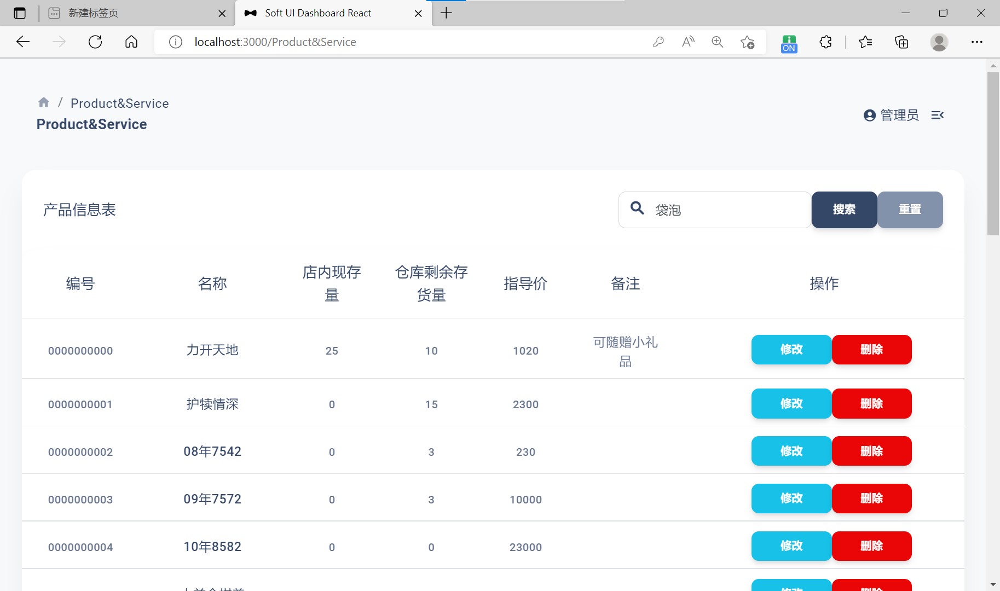 新建标签页
Soft UI Dashboard React
localhost:3000/Product&Service
ON
/ Product&Service
Product&Service
管理员
产品信息表
袋泡
搜索
重置
编号
名称
店内现存
量
仓库剩余存
货量
指导价
备注
操作
0000000000
力开天地
25
10
1020
可随赠小礼
品
修改
删除
0000000001
护犊情深
0
15
2300
修改
删除
0000000002
08年7542
0
3
230
修改
删除
0000000003
09年7572
0
3
10000
修改
删除
0000000004
10年8582
0
0
23000
修改
删除
修改
删除